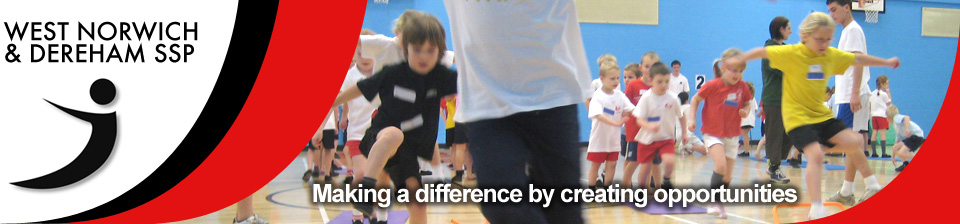 WEST NORWICH
& DEREHAM SSP
Making a difference by creating opportunities